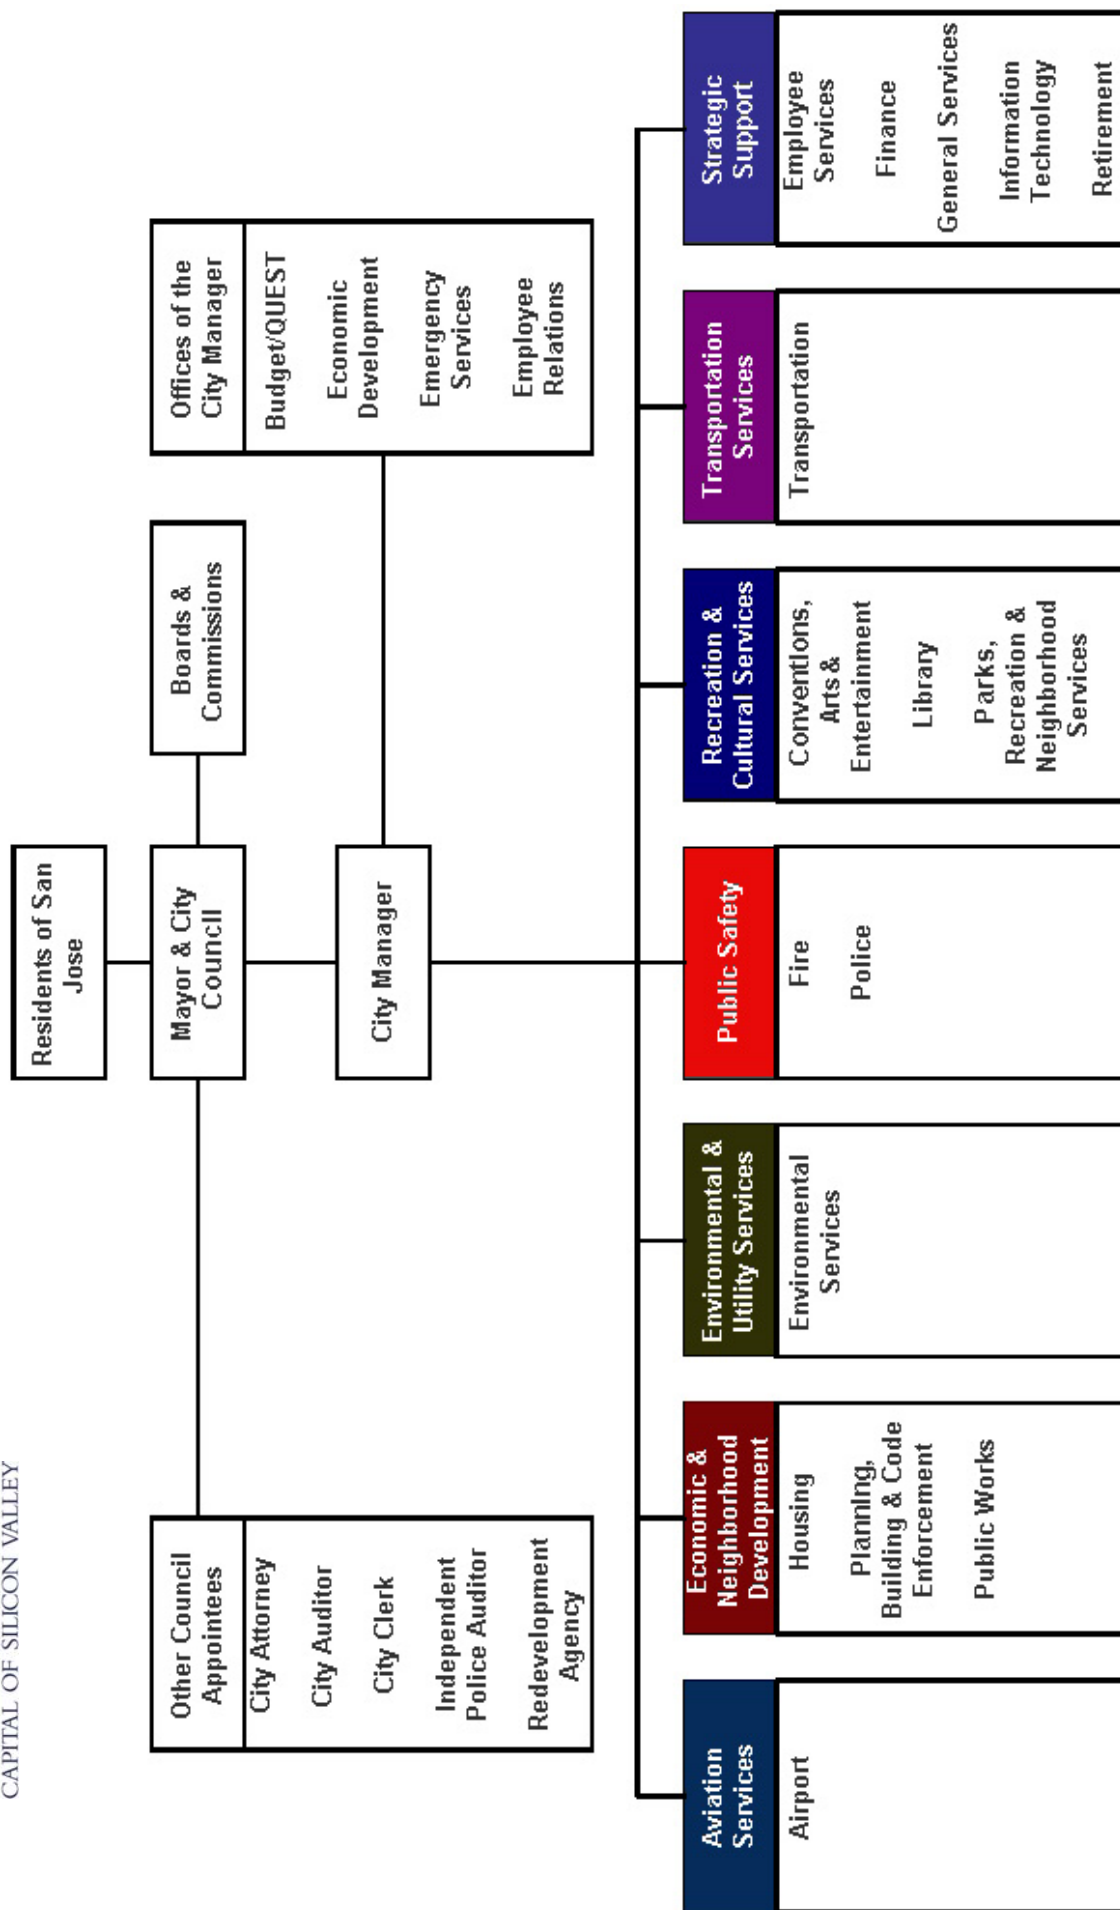 CAPITAL OF SILICON VALLEY
Residents of San
Jose
Other Council
Appointees
City Attorney
City Auditor
City Clerk
Independent
Police Auditor
Redevelopment
Agency
Mayor & City
Council
Boards &
Commissions
Offices of the
City Manager
Budget/QUEST
Economic
Development
Emergency
Services
Employee
Relations
City Manager
Aviation
Services
Airport
Economic &
Neighborhood
Development
Housing
Planning,
Building & Code
Enforcement
Public Works
Environmental &
Utility Services
Environmental
Services
Public Safety
Fire
Police
Recreation &
Cultural Services
Conventions,
Arts &
Entertainment
Library
Parks,
Recreation &
Neighborhood
Services
Transportation
Services
Transportation
Strategic
Support
Employee
Services
Finance
General Services
Information
Technology
Retirement